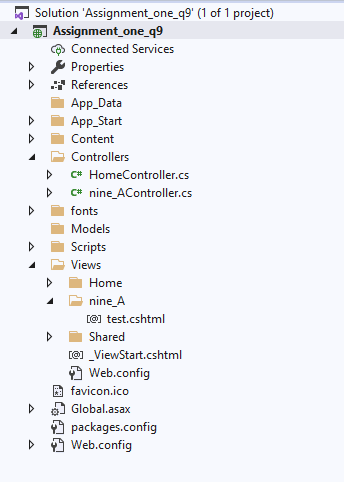 Solution 'Assignment_one_q9' (1 of 1 project)
Assignment_one_q9
Connected Services
Properties
References
App_Data
App_Start
Content
Controllers
C# HomeController.cs
C# nine_AController.cs
fonts
Models
Scripts
Views
Home
nine_A
[@] test.cshtml
Shared
[@] _ViewStart.cshtml
Web.config
favicon.ico
Global.asax
packages.config
Web.config